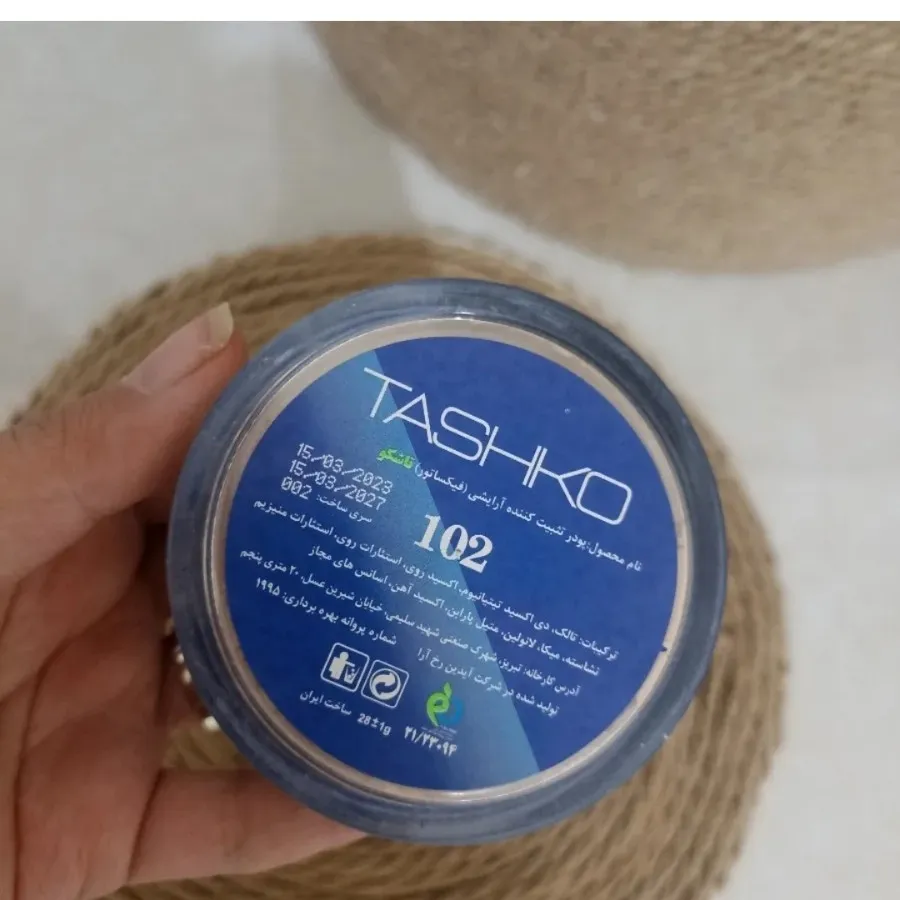 TASHKO
نام محصول: پودر تثبیت کننده آرایشی (فیکساتور) تاشکو
15/03/2023
15/03/2027
سری ساخت: 002
102
ترکیبات: تالک، دی اکسید تیتانیوم، اکسید روی، استئارات روی، استئارات منیزیم
نشاسته، میکا، لانولین، متیل پارابن، اکسید آهن، اسانس های مجاز
آدرس کارخانه: تبریز، شهرک صنعتی شهید سلیمی، خیابان شیرین عسل، ۲۰ متری پنجم
تولید شده در شرکت آیدین رخ آرا
شماره پروانه بهره برداری: ۱۹۹۵
ساخت ایران
28±1g
۲۱/۲۳۰۹۴